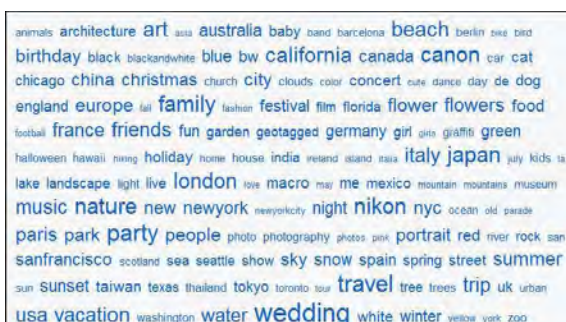 animals architecture art asia australia baby band barcelona beach berlin bike bird
birthday black blackandwhite blue bw california canada canon car cat
chicago china christmas church city clouds color concert cute dance day de dog
england europe fall family fashion festival film florida flower flowers food
football france friends fun garden geotagged germany girl girls graffiti green
halloween hawaii hiking holiday home house india ireland island italia italy japan july kids la
lake landscape light live london love macro may me mexico mountain mountains museum
music nature new newyork newyorkcity night nikon nyc ocean old parade
paris park party people photo photography photos pink portrait red river rock san
sanfrancisco scotland sea seattle show sky snow spain spring street summer
sun sunset taiwan texas thailand tokyo toronto tour travel tree trees trip uk urban
usa vacation washington water wedding white winter yellow york zoo